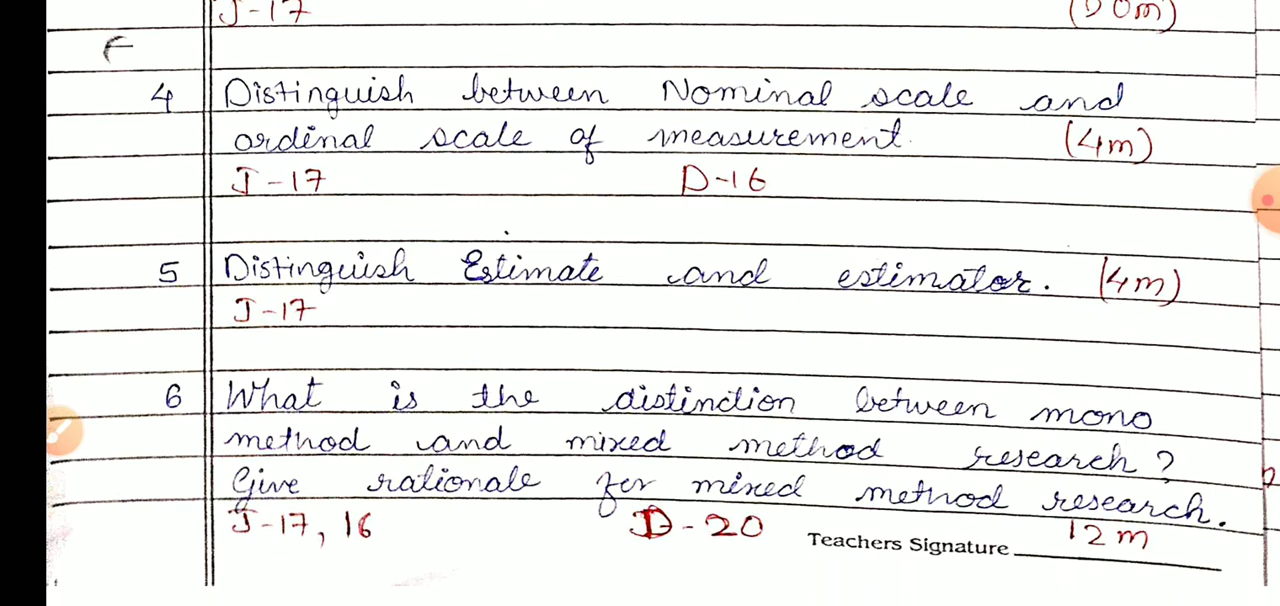 J-17 (20m)
F
4 Distinguish between Nominal scale and
ordinal scale of measurement. (4m)
J-17 D-16
5 Distinguish Estimate and estimator. (4m)
J-17
6 What is the distinction between mono
method and mixed method research?
Give rationale for mixed method research.
J-17, 16 D-20 12m
Teachers Signature